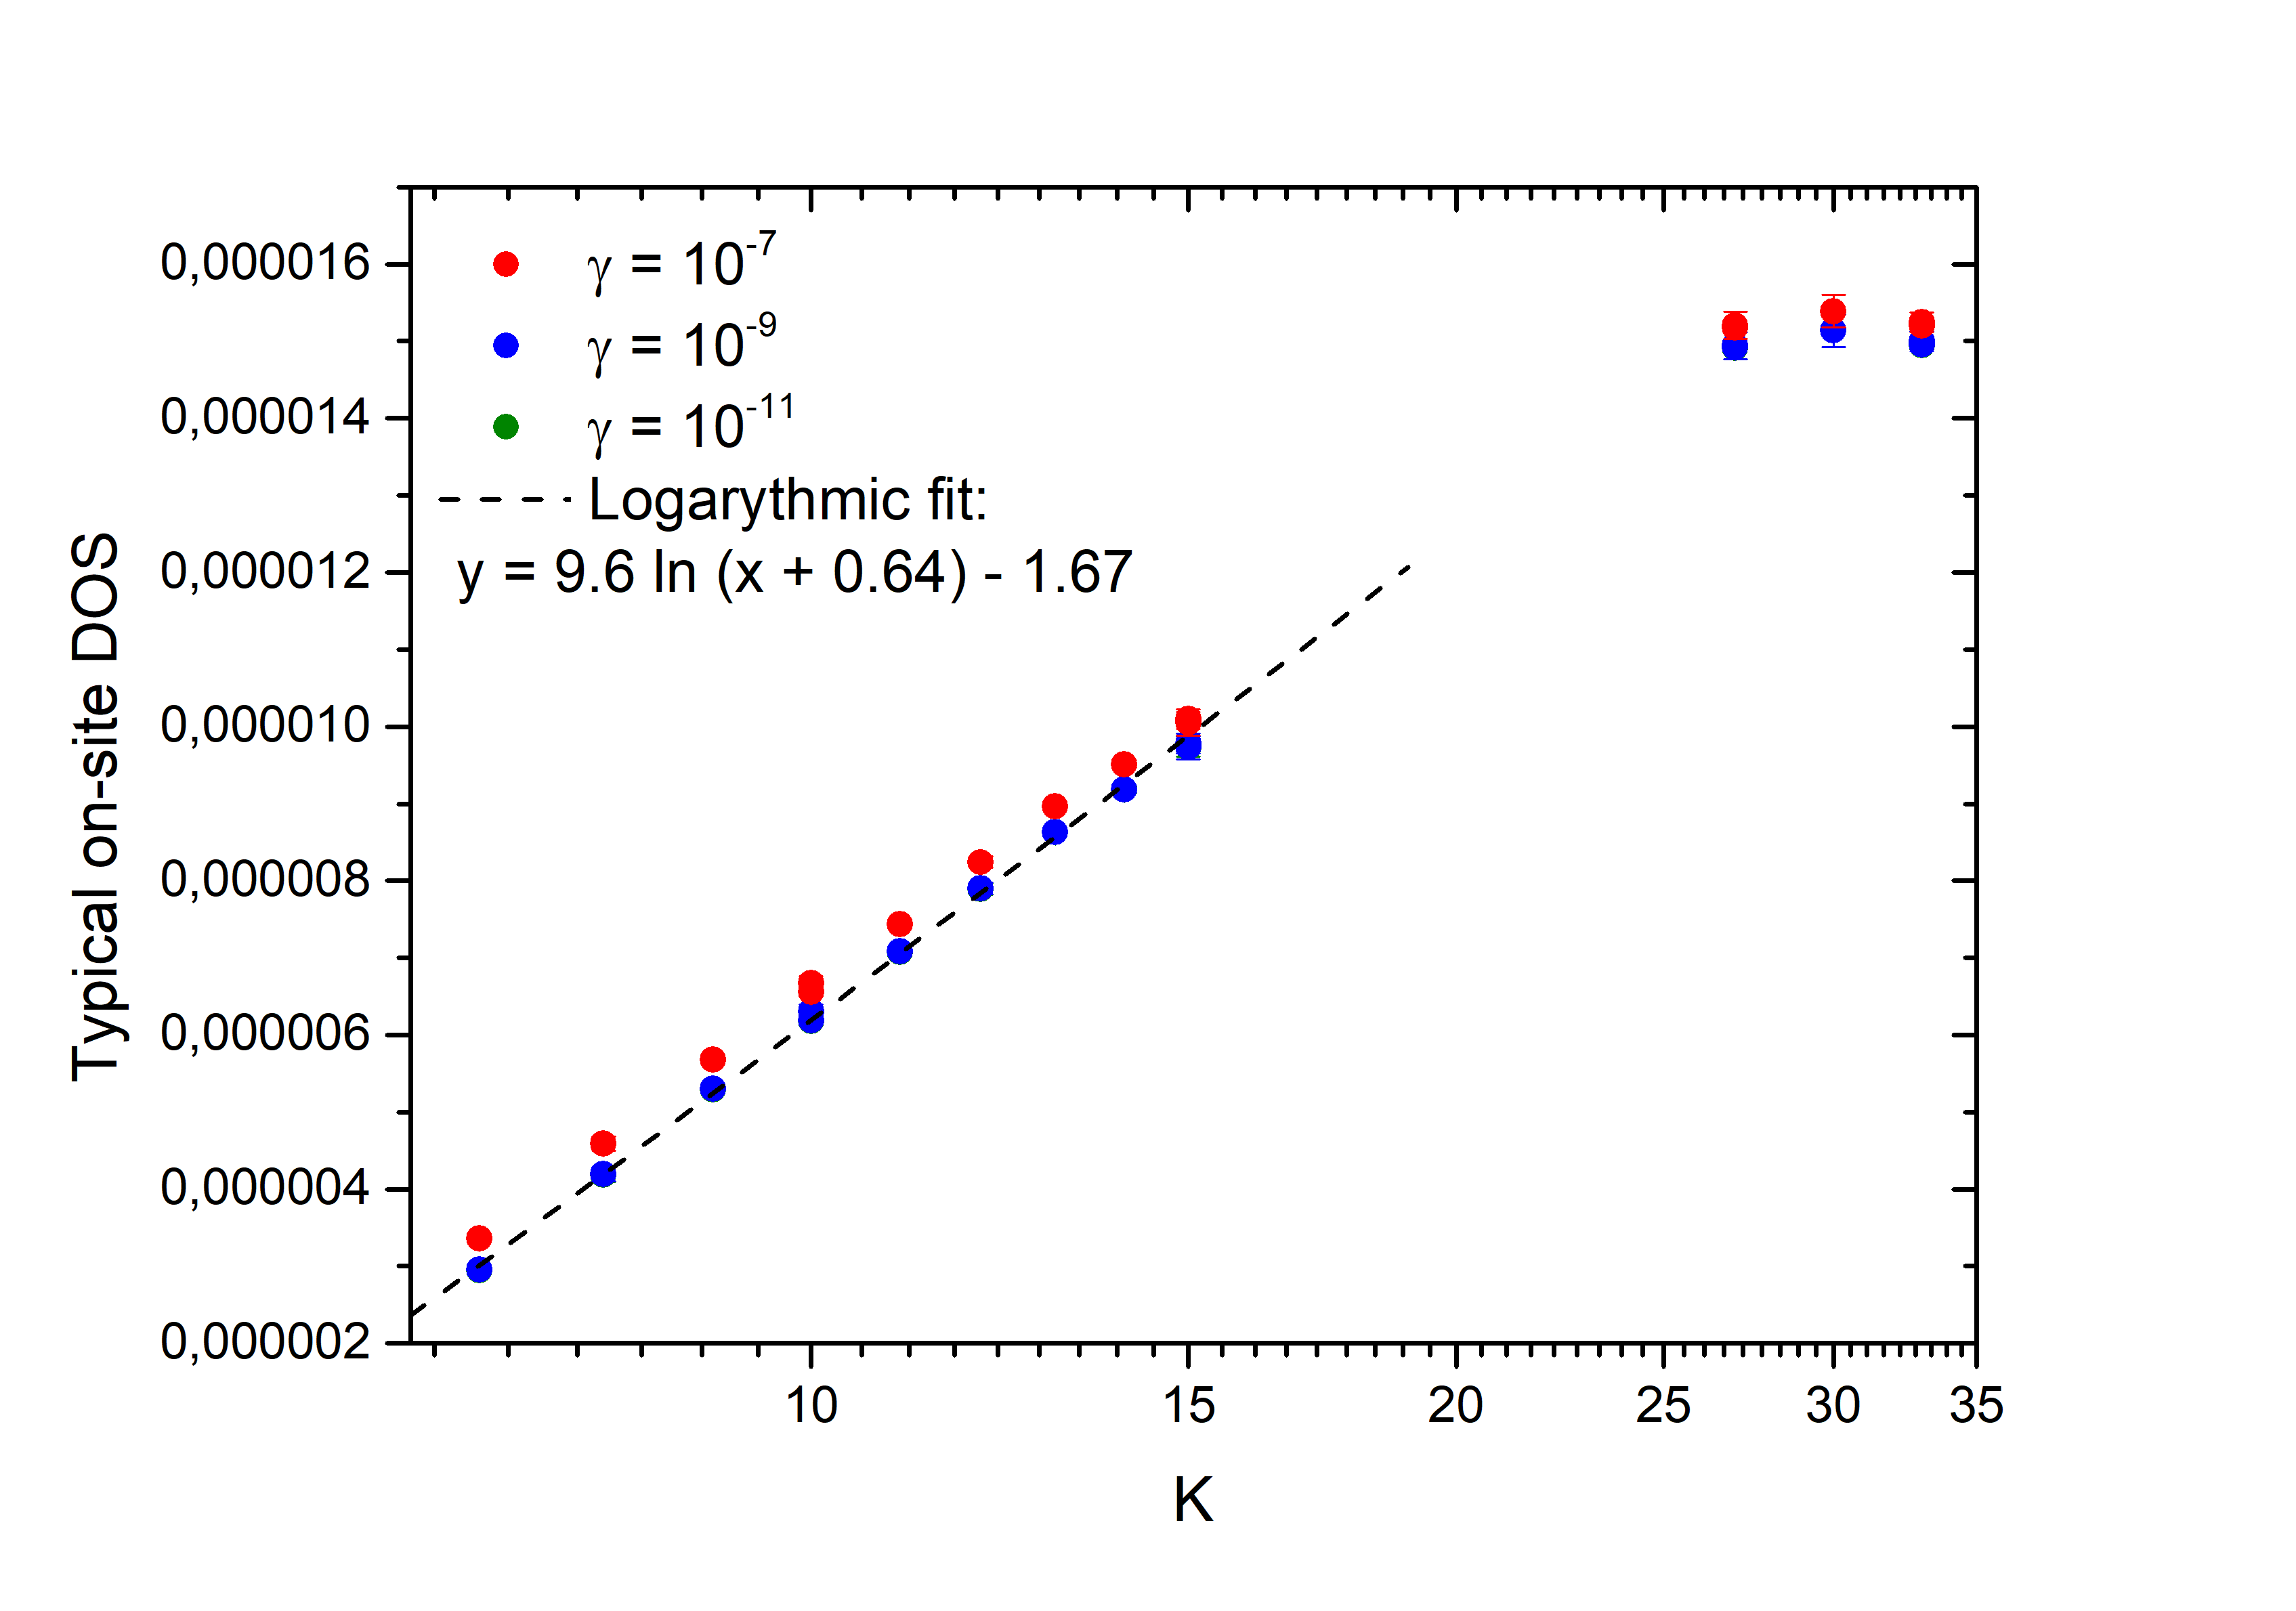 γ = 10⁻⁷
γ = 10⁻⁹
γ = 10⁻¹¹
Logarythmic fit:
y = 9.6 ln (x + 0.64) - 1.67
Typical on-site DOS
0,000016
0,000014
0,000012
0,000010
0,000008
0,000006
0,000004
0,000002
10 15 20 25 30 35
K